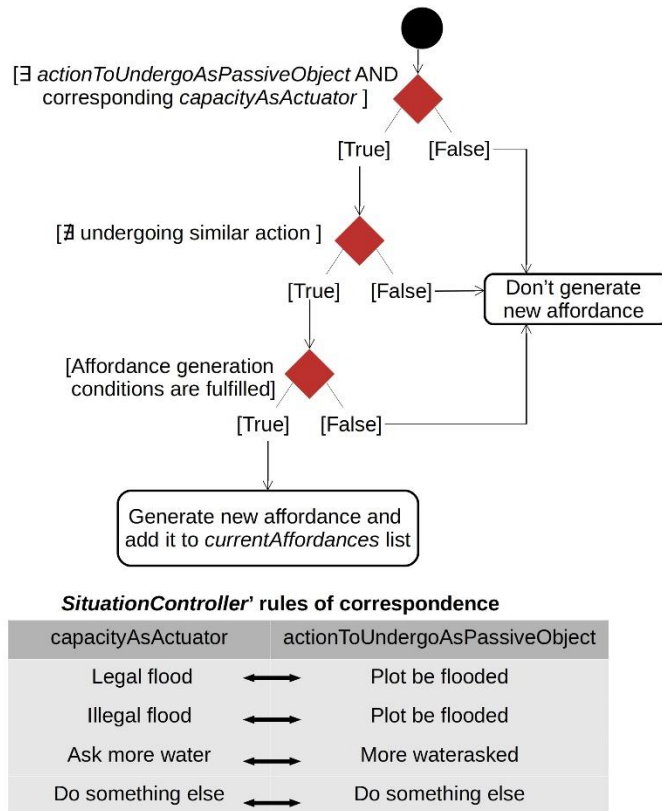 [∃ actionToUndergoAsPassiveObject AND
corresponding capacityAsActuator ]
[True] [False]
[∄ undergoing similar action ]
[True] [False]
Don't generate
new affordance
[Affordance generation
conditions are fulfilled]
[True] [False]
Generate new affordance and
add it to currentAffordances list
SituationController' rules of correspondence
capacityAsActuator actionToUndergoAsPassiveObject
Legal flood Plot be flooded
Illegal flood Plot be flooded
Ask more water More waterasked
Do something else Do something else